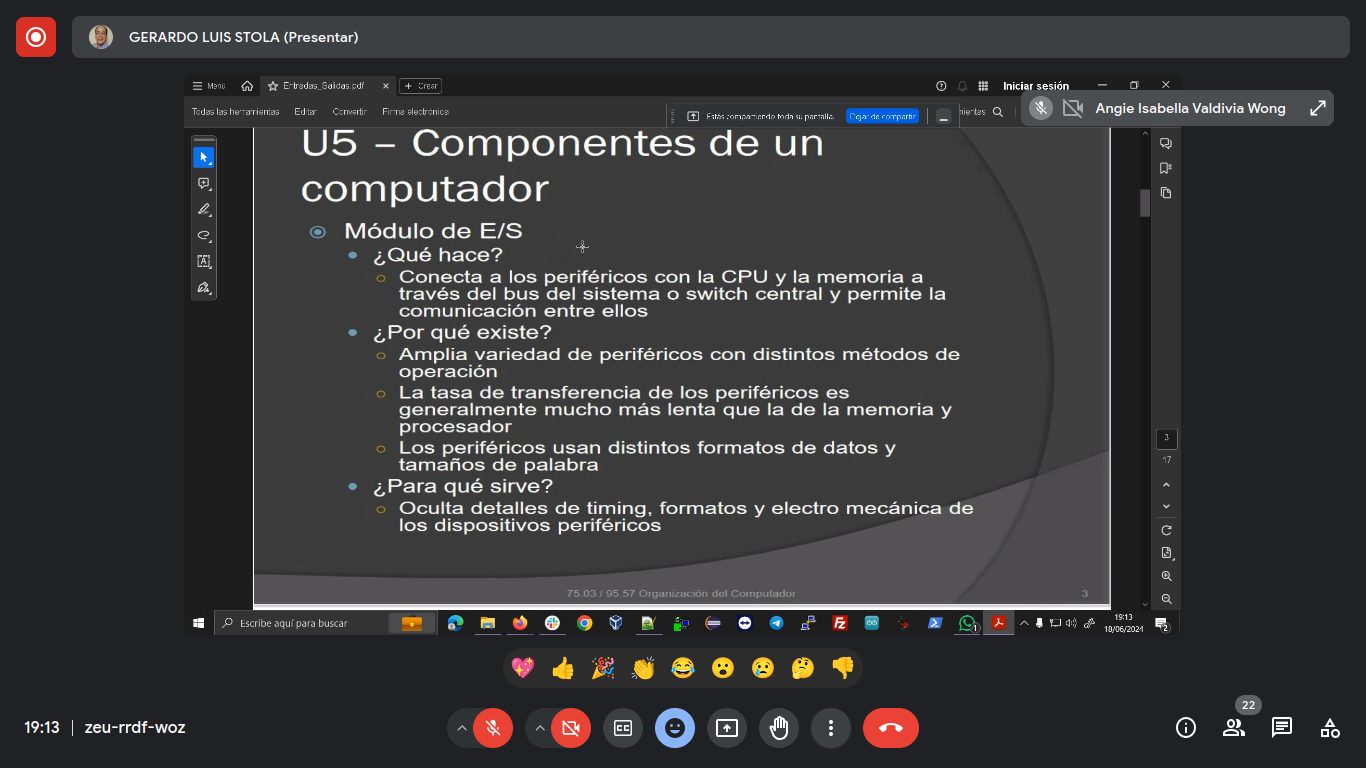 GERARDO LUIS STOLA (Presentar)
Menú
Entradas_Salidas.pdf
Crear
Iniciar sesión
Todas las herramientas
Editar
Convertir
Firma electrónica
Estás compartiendo toda su pantalla.
Dejar de compartir
mientas
Angie Isabella Valdivia Wong
U5 – Componentes de un
computador
Módulo de E/S
¿Qué hace?
Conecta a los periféricos con la CPU y la memoria a
través del bus del sistema o switch central y permite la
comunicación entre ellos
¿Por qué existe?
Amplia variedad de periféricos con distintos métodos de
operación
La tasa de transferencia de los periféricos es
generalmente mucho más lenta que la de la memoria y
procesador
Los periféricos usan distintos formatos de datos y
tamaños de palabra
¿Para qué sirve?
Oculta detalles de timing, formatos y electro mecánica de
los dispositivos periféricos
75.03 / 95.57 Organización del Computador
3
3
17
Escribe aquí para buscar
1
19:13
18/06/2024
2
19:13
zeu-rrdf-woz
22